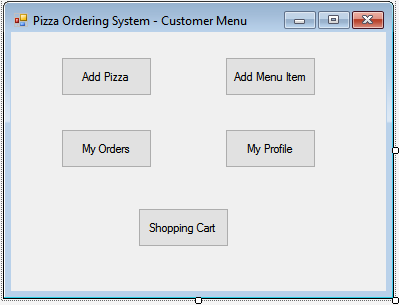 Pizza Ordering System - Customer Menu
Add Pizza
Add Menu Item
My Orders
My Profile
Shopping Cart